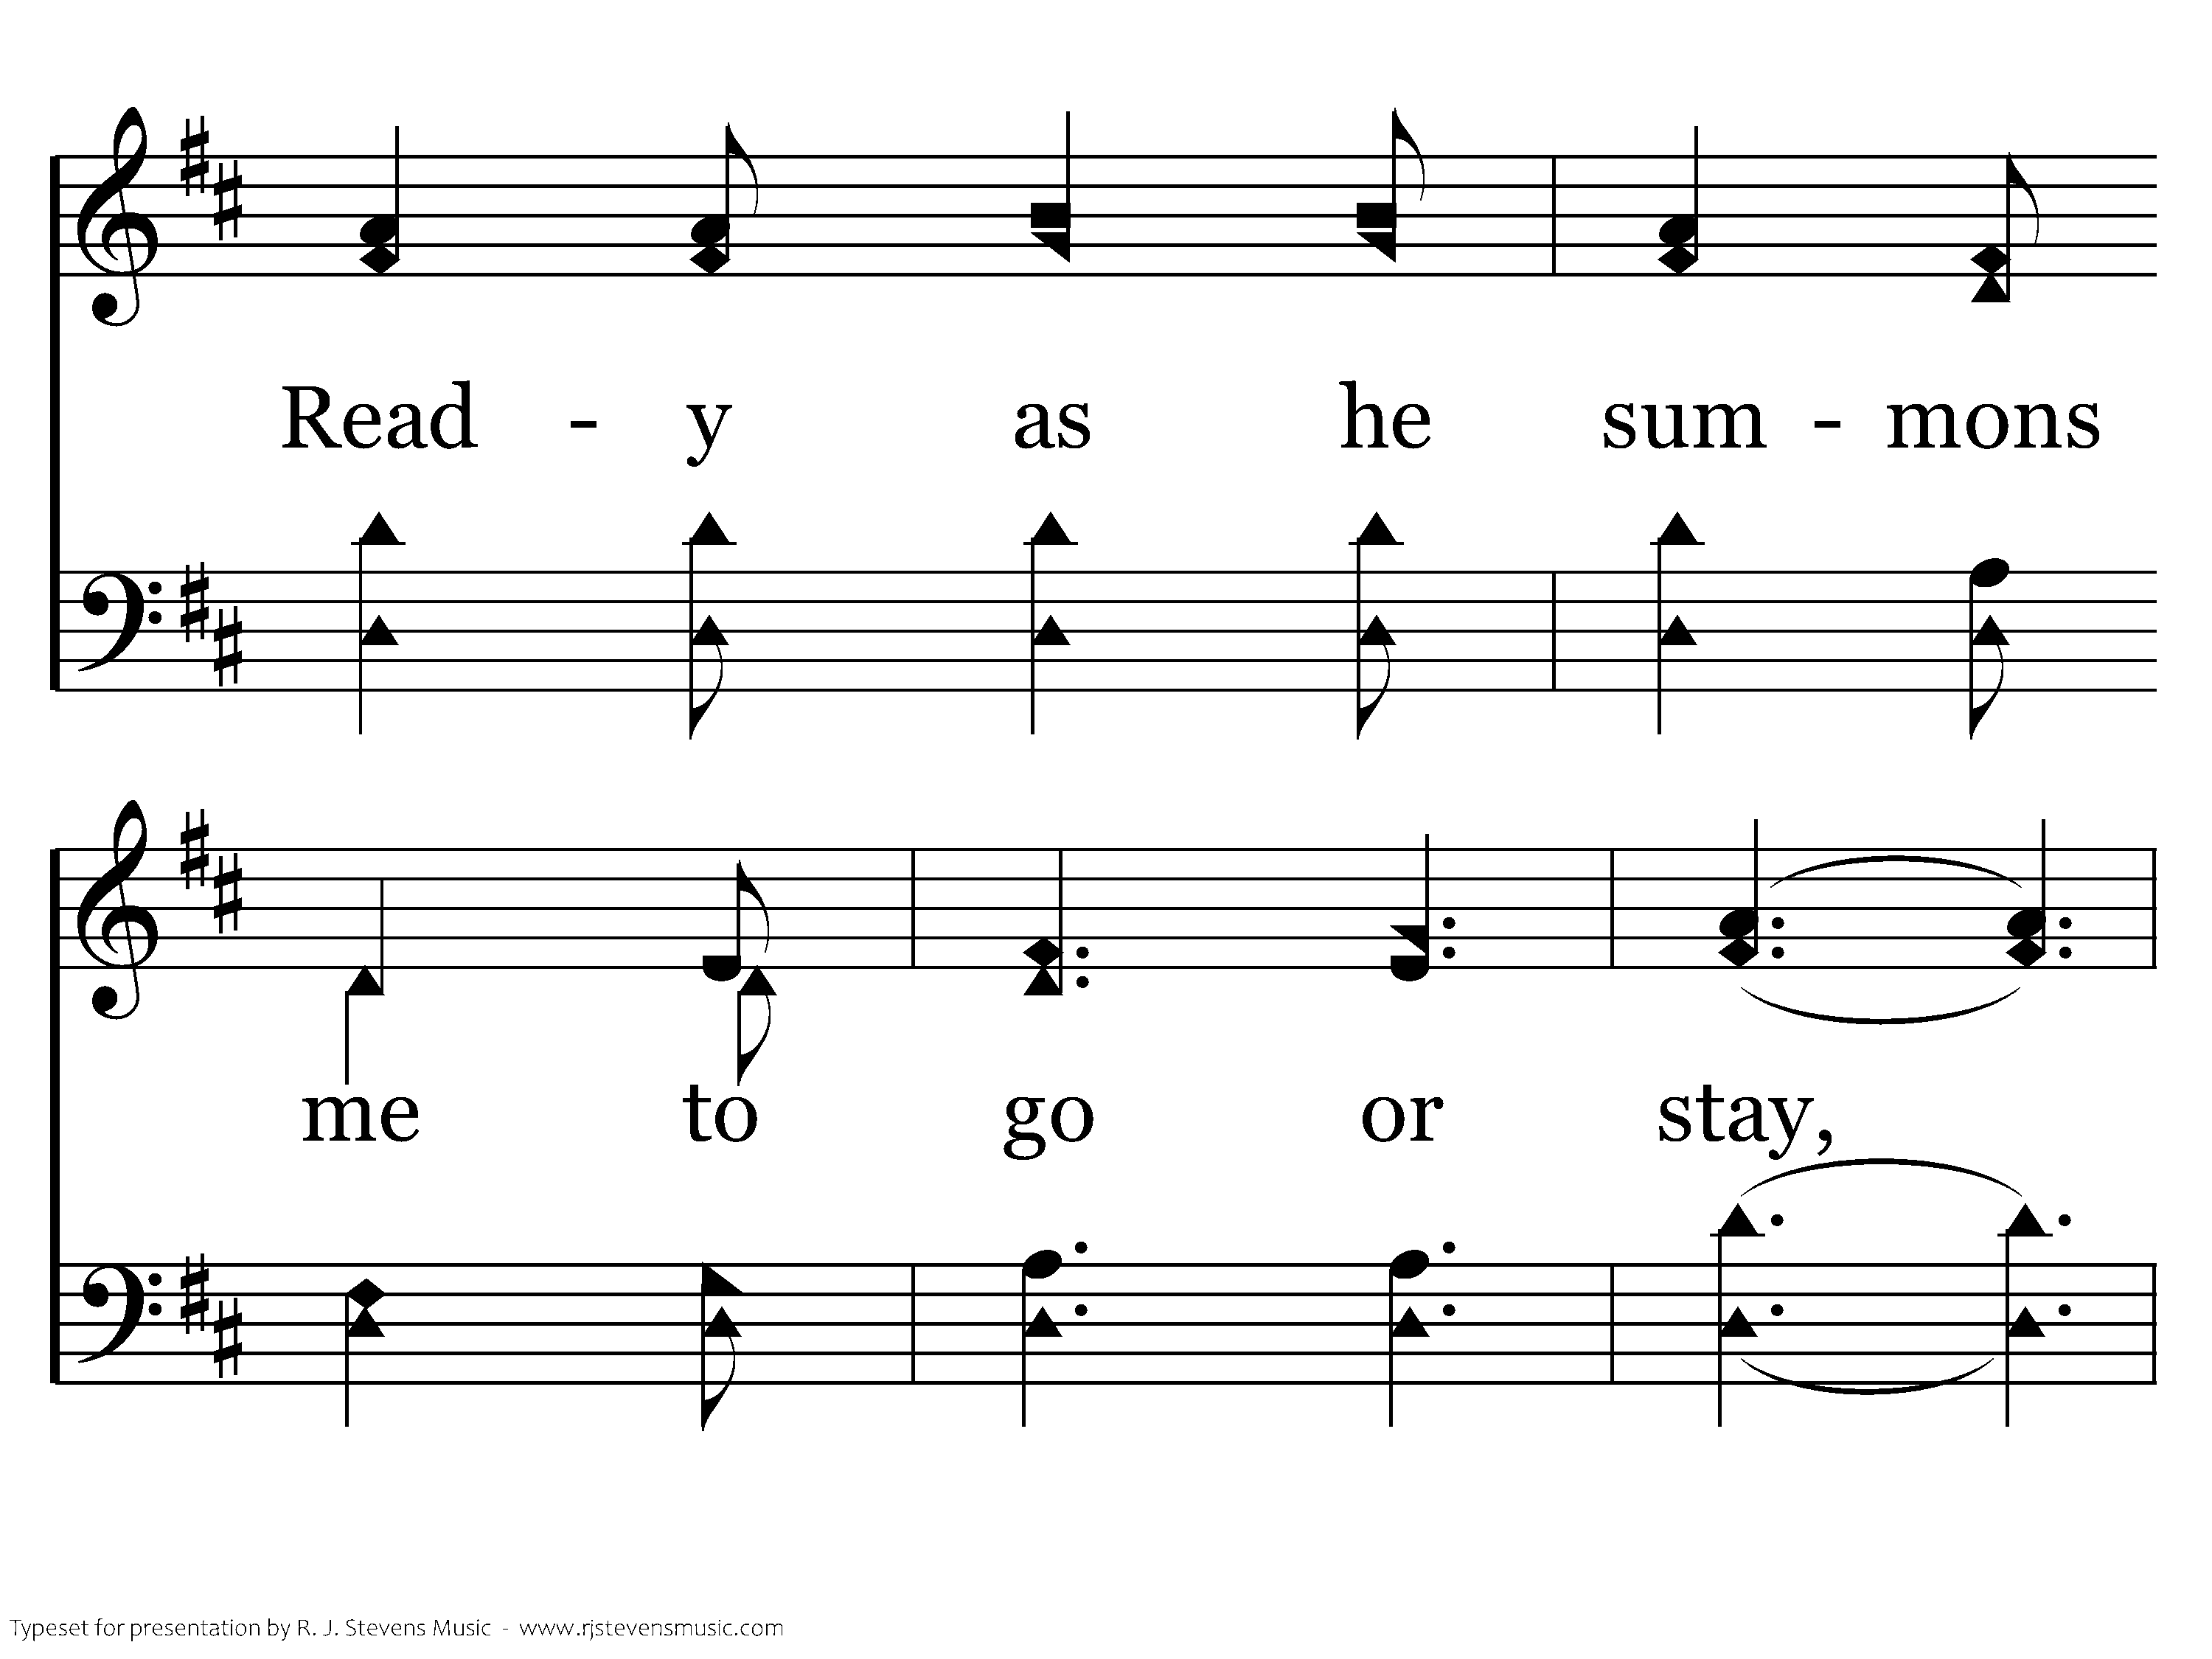 Read - y as he sum - mons
me to go or stay,
Typeset for presentation by R. J. Stevens Music - www.rjstevensmusic.com